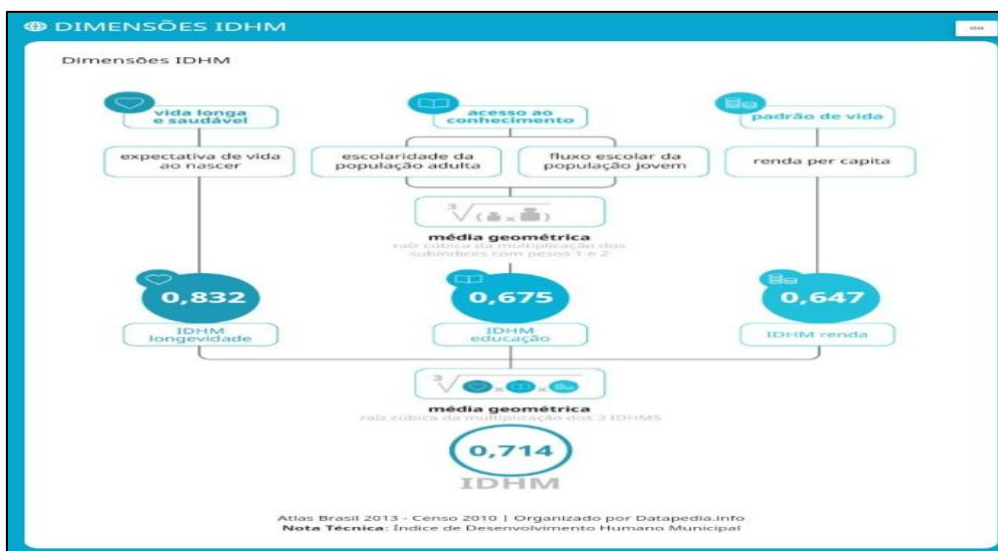 DIMENSÕES IDHM
Dimensões IDHM
vida longa
e saudável
acesso ao
conhecimento
padrão de vida
expectativa de vida
ao nascer
escolaridade da
população adulta
fluxo escolar da
população jovem
renda per capita
3√( x )
média geométrica
raíz cúbica da multiplicação dos
subíndices com pesos 1 e 2
0,832
0,675
0,647
IDHM
longevidade
IDHM
educação
IDHM renda
3√ x x
média geométrica
raíz cúbica da multiplicação dos 3 IDHMS
0,714
IDHM
Atlas Brasil 2013 - Censo 2010 | Organizado por Datapedia.info
Nota Técnica: Índice de Desenvolvimento Humano Municipal